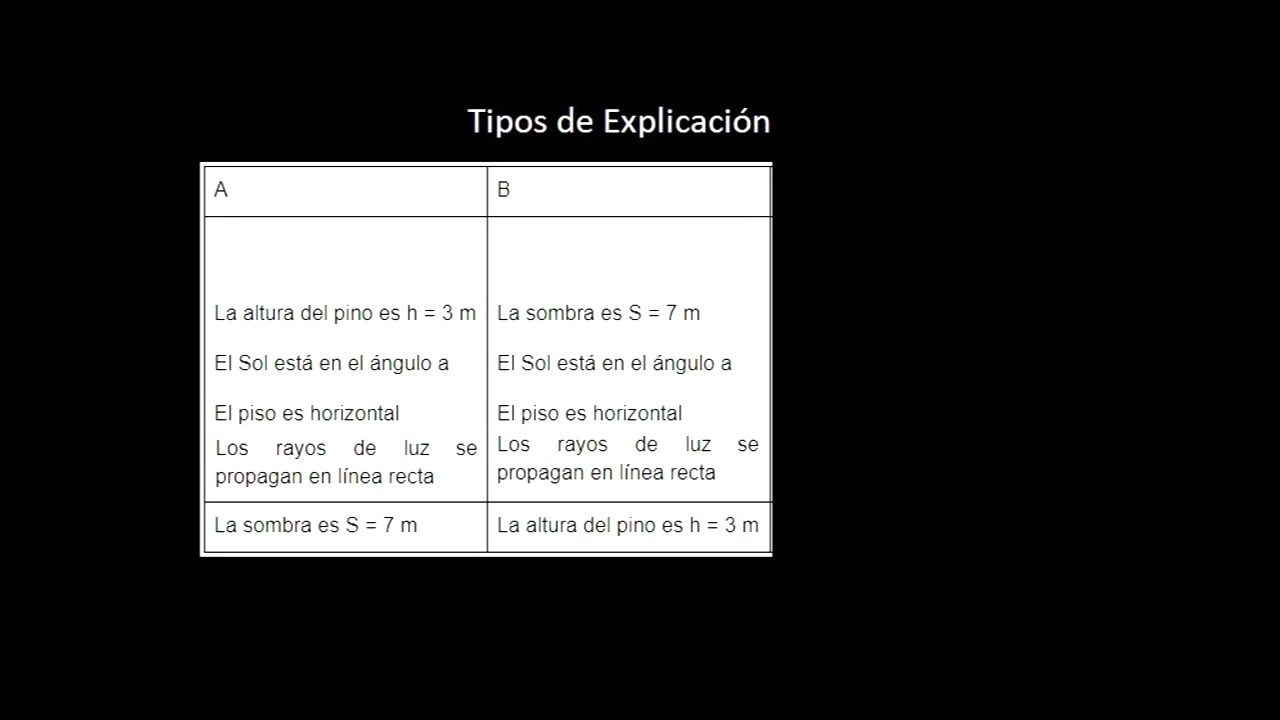 Tipos de Explicación
A
B
La altura del pino es h = 3 m
El Sol está en el ángulo a
El piso es horizontal
Los rayos de luz se
propagan en línea recta
La sombra es S = 7 m
El Sol está en el ángulo a
El piso es horizontal
Los rayos de luz se
propagan en línea recta
La sombra es S = 7 m
La altura del pino es h = 3 m